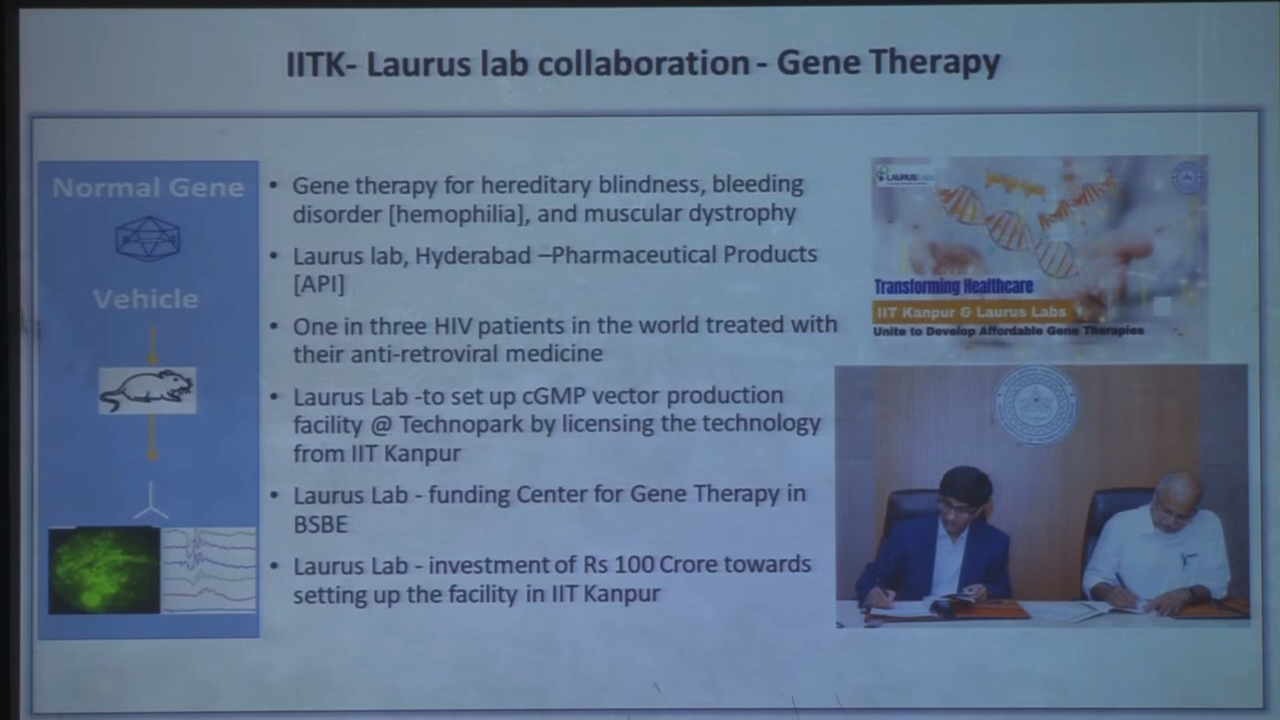 IITK- Laurus lab collaboration - Gene Therapy
Normal Gene
Vehicle
• Gene therapy for hereditary blindness, bleeding
disorder [hemophilia], and muscular dystrophy
• Laurus lab, Hyderabad –Pharmaceutical Products
[API]
• One in three HIV patients in the world treated with
their anti-retroviral medicine
• Laurus Lab -to set up cGMP vector production
facility @ Technopark by licensing the technology
from IIT Kanpur
• Laurus Lab - funding Center for Gene Therapy in
BSBE
• Laurus Lab - investment of Rs 100 Crore towards
setting up the facility in IIT Kanpur
LAURUS Labs
Transforming Healthcare
IIT Kanpur & Laurus Labs
Unite to Develop Affordable Gene Therapies